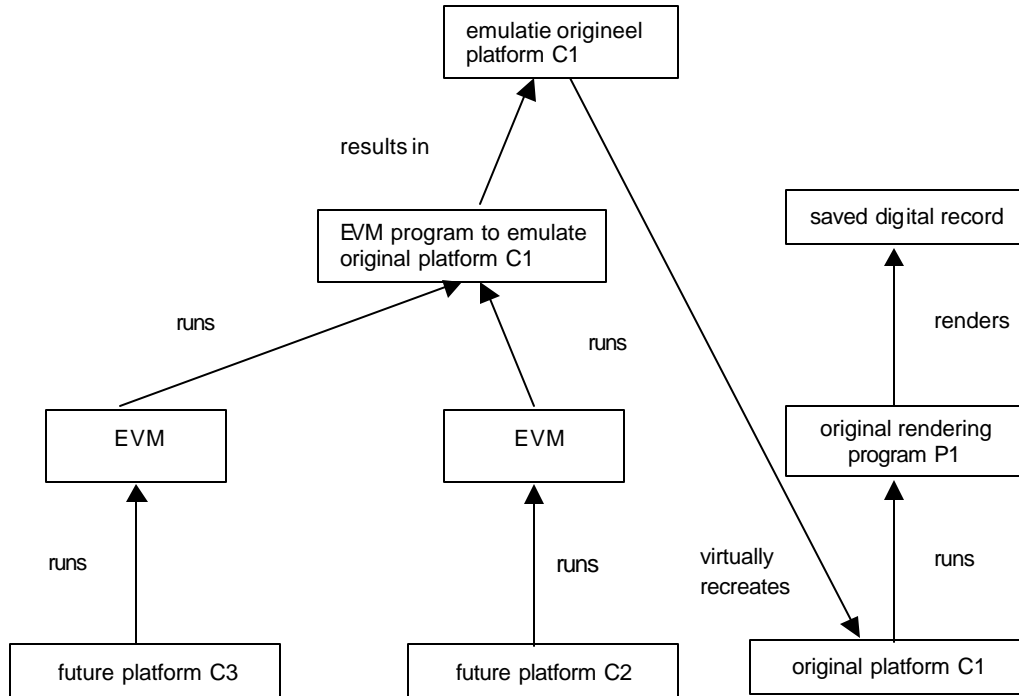 emulatie origineel
platform C1
results in
saved digital record
EVM program to emulate
original platform C1
runs
runs
renders
EVM
EVM
original rendering
program P1
runs
runs
virtually
recreates
runs
future platform C3
future platform C2
original platform C1